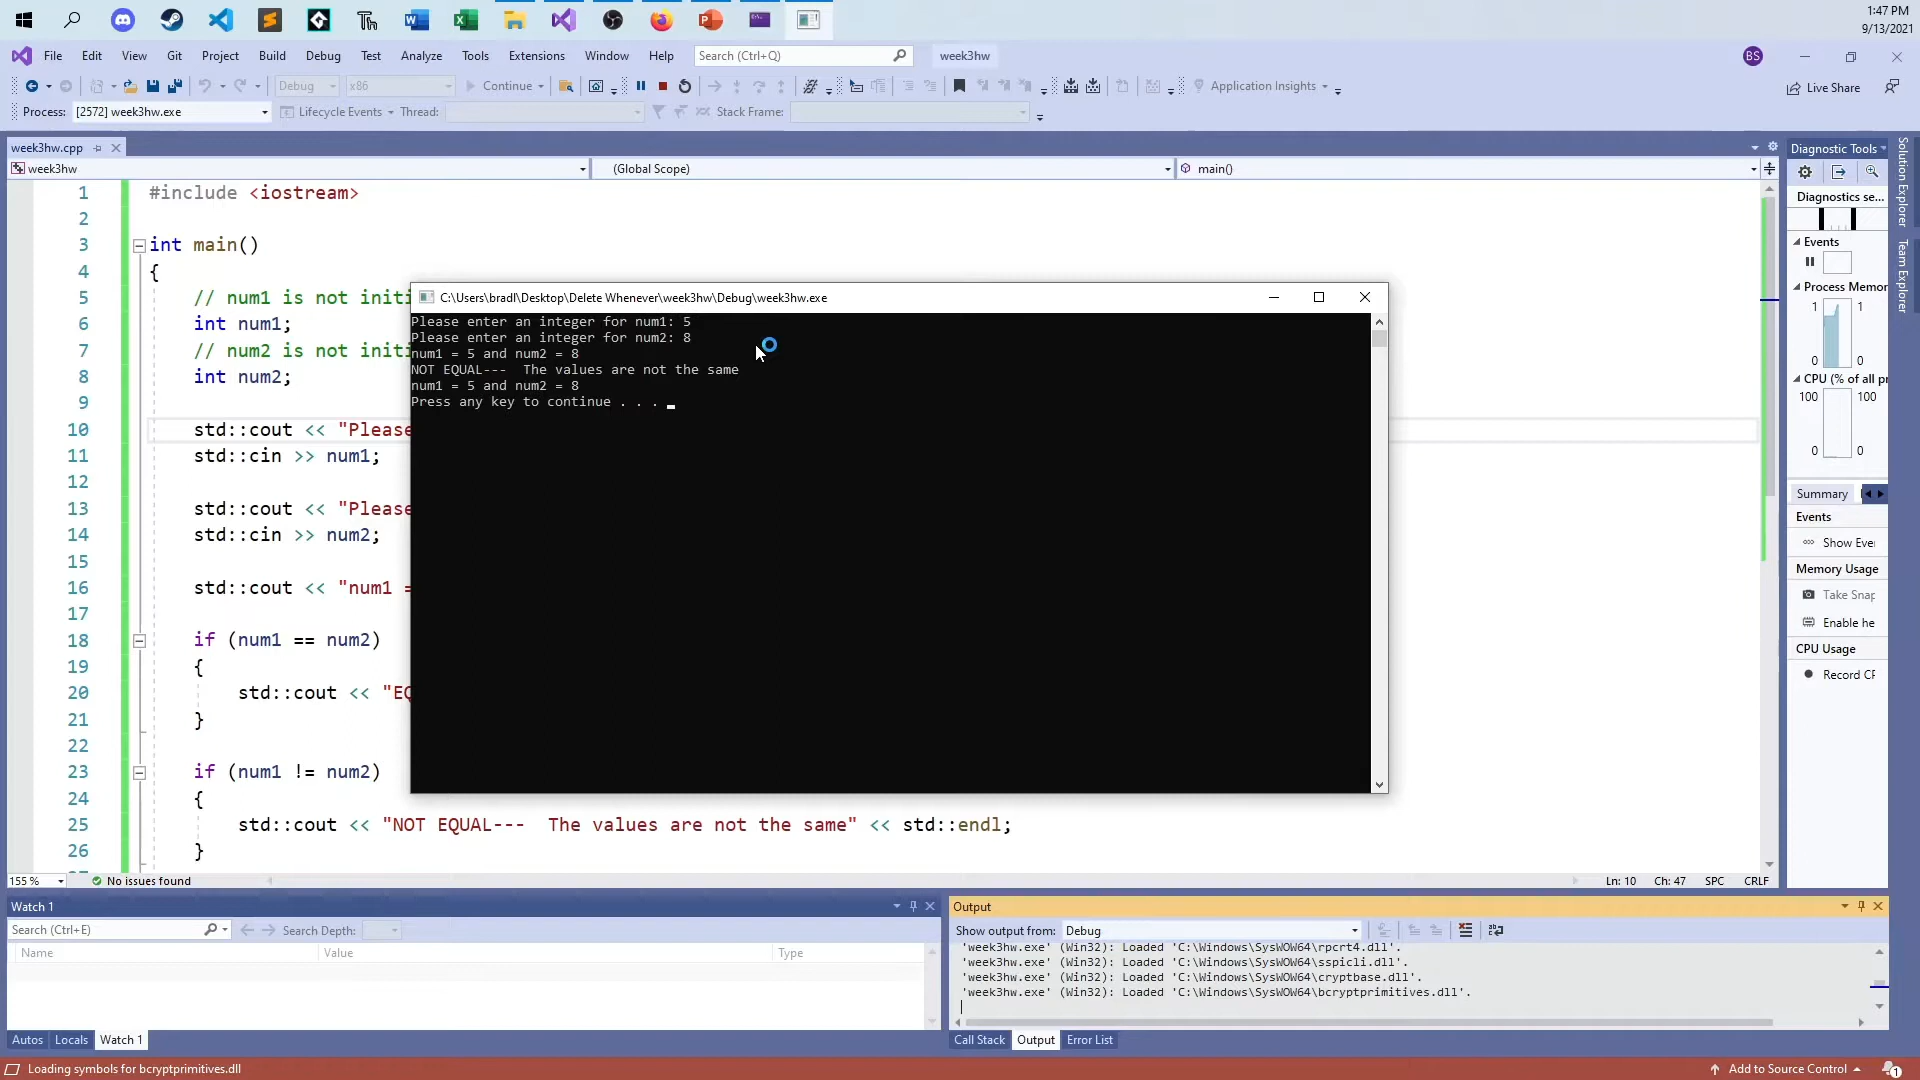 1:47 PM
9/13/2021
File Edit View Git Project Build Debug Test Analyze Tools Extensions Window Help Search (Ctrl+Q) week3hw BS
Debug x86 Continue Application Insights Live Share
Process: [2572] week3hw.exe Lifecycle Events Thread: Stack Frame:
week3hw.cpp
week3hw (Global Scope) main()
1 #include <iostream>
2
3 int main()
4 {
5 // num1 is not initi
6 int num1;
7 // num2 is not initi
8 int num2;
9
10 std::cout << "Please
11 std::cin >> num1;
12
13 std::cout << "Please
14 std::cin >> num2;
15
16 std::cout << "num1 =
17
18 if (num1 == num2)
19 {
20 std::cout << "EQ
21 }
22
23 if (num1 != num2)
24 {
25 std::cout << "NOT EQUAL---  The values are not the same" << std::endl;
26 }
C:\Users\bradl\Desktop\Delete Whenever\week3hw\Debug\week3hw.exe
Please enter an integer for num1: 5
Please enter an integer for num2: 8
num1 = 5 and num2 = 8
NOT EQUAL---  The values are not the same
num1 = 5 and num2 = 8
Press any key to continue . . .
155 % No issues found Ln: 10 Ch: 47 SPC CRLF
Diagnostic Tools
Diagnostics se...
Events
Process Memor
1 1
0 0
CPU (% of all pr
100 100
0 0
Summary
Events
Show Eve
Memory Usage
Take Snap
Enable he
CPU Usage
Record CP
Solution Explorer
Team Explorer
Watch 1
Search (Ctrl+E) Search Depth:
Name Value Type
Autos Locals Watch 1
Output
Show output from: Debug
'week3hw.exe' (Win32): Loaded 'C:\Windows\SysWOW64\rpcrt4.dll'.
'week3hw.exe' (Win32): Loaded 'C:\Windows\SysWOW64\sspicli.dll'.
'week3hw.exe' (Win32): Loaded 'C:\Windows\SysWOW64\cryptbase.dll'.
'week3hw.exe' (Win32): Loaded 'C:\Windows\SysWOW64\bcryptprimitives.dll'.
Call Stack Output Error List
Loading symbols for bcryptprimitives.dll Add to Source Control 1